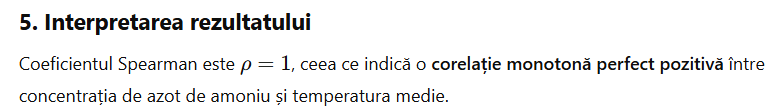 5. Interpretarea rezultatului
Coeficientul Spearman este ρ = 1, ceea ce indică o corelație monotonă perfect pozitivă între
concentrația de azot de amoniu și temperatura medie.